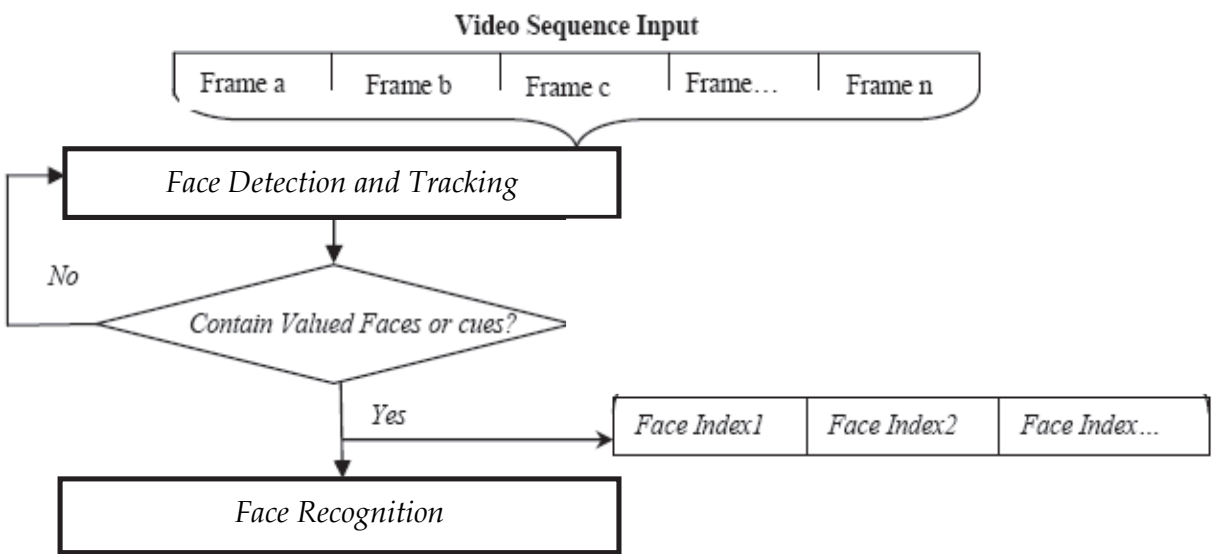 Video Sequence Input
Frame a Frame b Frame c Frame… Frame n
Face Detection and Tracking
No
Contain Valued Faces or cues?
Yes
Face Index1 Face Index2 Face Index…
Face Recognition